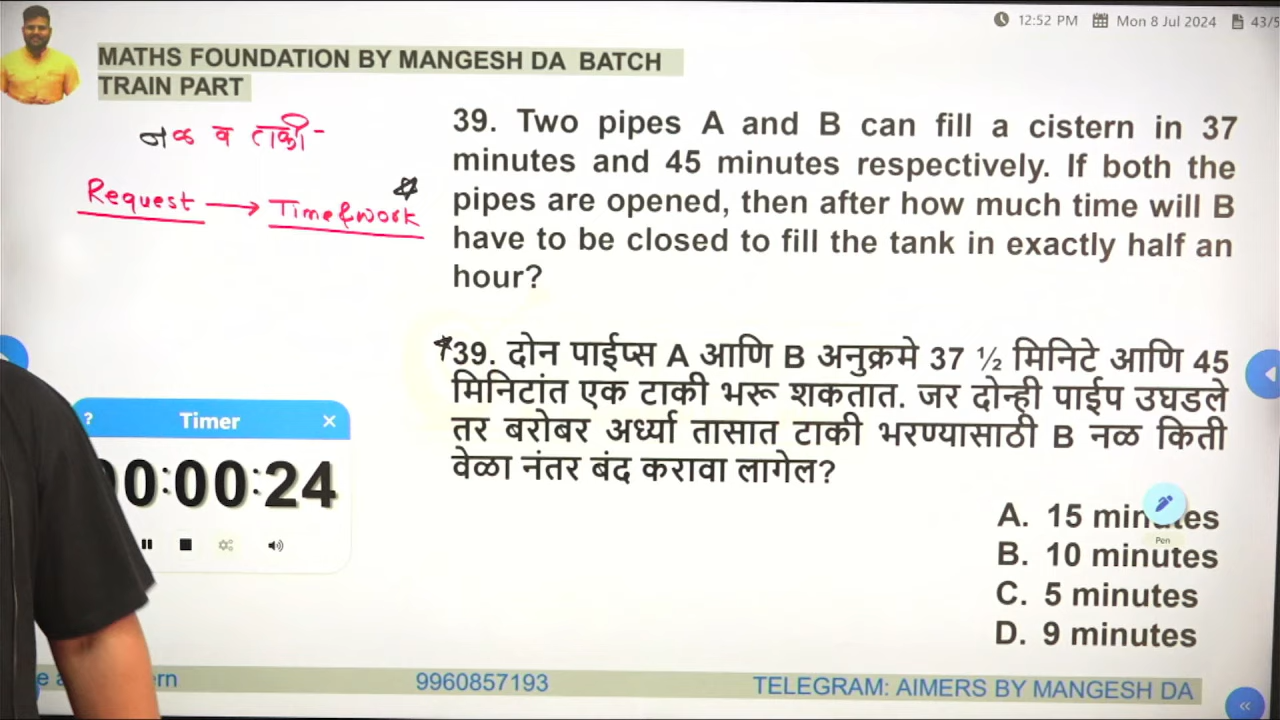 12:52 PM Mon 8 Jul 2024 43/5
MATHS FOUNDATION BY MANGESH DA BATCH
TRAIN PART
नळ व टाकी-
Request → Time & work
39. Two pipes A and B can fill a cistern in 37
minutes and 45 minutes respectively. If both the
pipes are opened, then after how much time will B
have to be closed to fill the tank in exactly half an
hour?
39. दोन पाईप्स A आणि B अनुक्रमे 37 ½ मिनिटे आणि 45
मिनिटांत एक टाकी भरू शकतात. जर दोन्ही पाईप उघडले
तर बरोबर अर्ध्या तासात टाकी भरण्यासाठी B नळ किती
वेळा नंतर बंद करावा लागेल?
? Timer ×
00:00:24
A. 15 minutes
Pen
B. 10 minutes
C. 5 minutes
D. 9 minutes
9960857193
TELEGRAM: AIMERS BY MANGESH DA